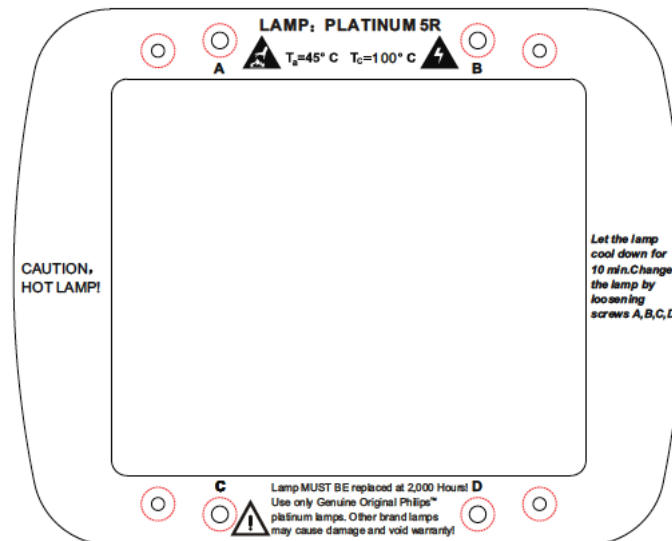 LAMP: PLATINUM 5R
Ta=45° C Tc=100° C
A
B
CAUTION,
HOT LAMP!
Let the lamp
cool down for
10 min.Change
the lamp by
loosening
screws A,B,C,D
C
D
Lamp MUST BE replaced at 2,000 Hours!
Use only Genuine Original Philips™
platinum lamps. Other brand lamps
may cause damage and void warranty!